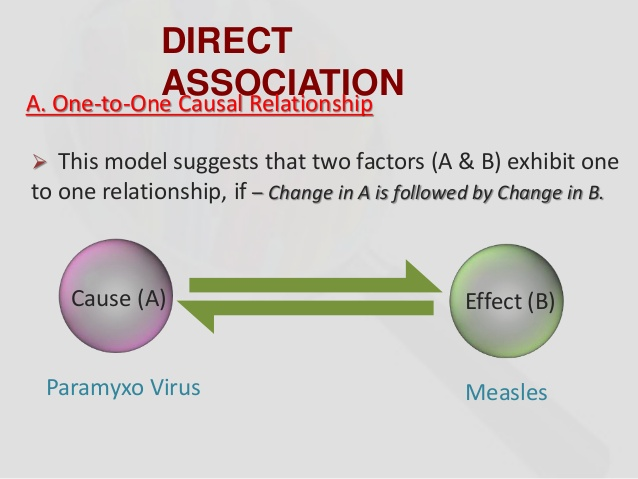 DIRECT
ASSOCIATION
A. One-to-One Causal Relationship
This model suggests that two factors (A & B) exhibit one
to one relationship, if – Change in A is followed by Change in B.
Cause (A)
Effect (B)
Paramyxo Virus
Measles